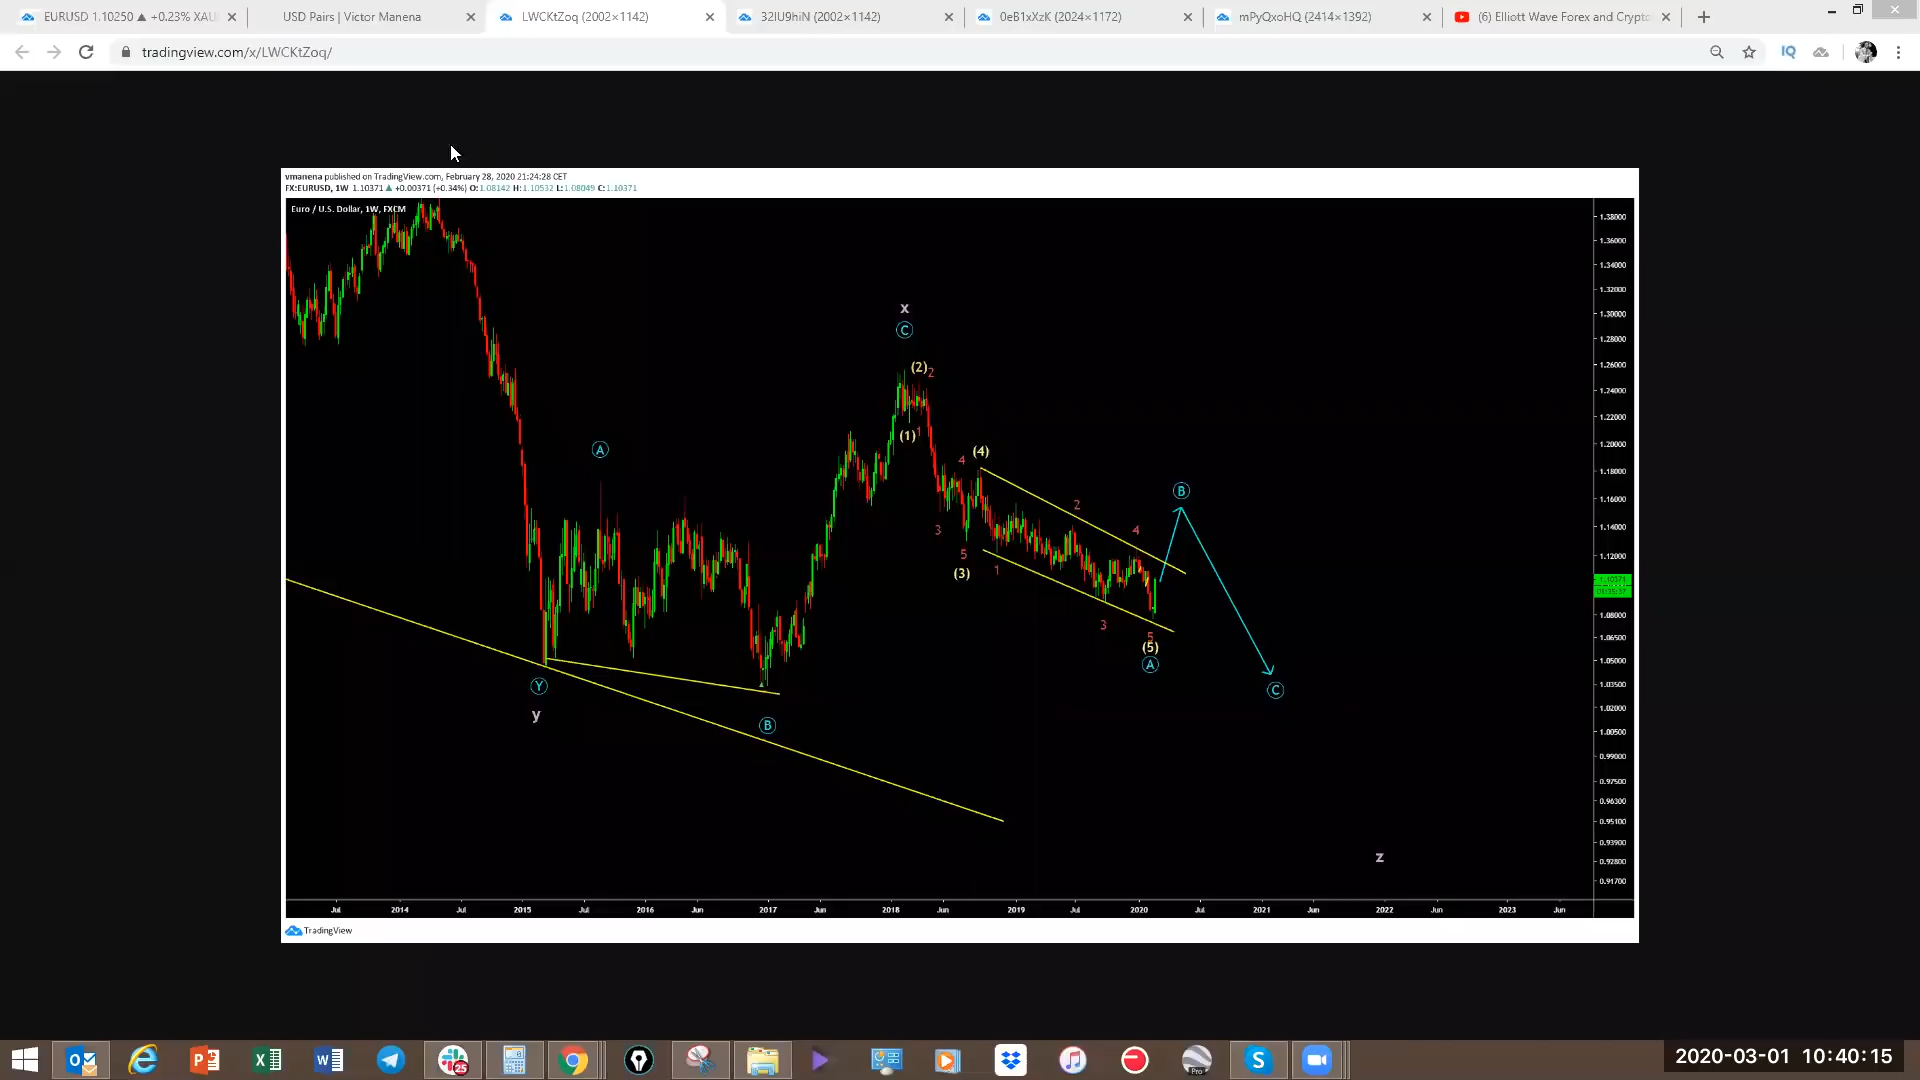 EURUSD 1.10250 ▲ +0.23% XAU
USD Pairs | Victor Manena
LWCKtZoq (2002×1142)
32IU9hiN (2002×1142)
0eB1xXzK (2024×1172)
mPyQxoHQ (2414×1392)
(6) Elliott Wave Forex and Crypto
tradingview.com/x/LWCKtZoq/
IQ
vmanena published on TradingView.com, February 28, 2020 21:24:28 CET
FX:EURUSD, 1W 1.10371 ▲ +0.00371 (+0.34%) O:1.08142 H:1.10532 L:1.08049 C:1.10371
Euro / U.S. Dollar, 1W, FXCM
1.38000
1.36000
1.34000
1.32000
1.30000
1.28000
1.26000
1.24000
1.22000
1.20000
1.18000
1.16000
1.14000
1.12000
1.10371
1.08000
1.06500
1.05000
1.03500
1.02000
1.00500
0.99000
0.97500
0.96300
0.95100
0.93900
0.92800
0.91700
x
C
(2) 2
(1) 1
A
4 (4)
3
5
(3)
1
2
4
B
3
5
(5)
A
C
Y
y
B
z
Jul 2014 Jul 2015 Jul 2016 Jun 2017 Jun 2018 Jun 2019 Jul 2020 Jul 2021 Jun 2022 Jun 2023 Jun
TradingView
25
Pro
2020-03-01 10:40:15